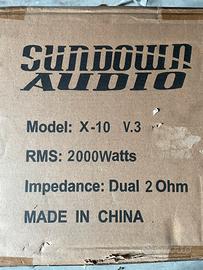 SUNDOWN
AUDIO
Model: X-10 V.3
RMS: 2000Watts
Impedance: Dual 2 Ohm
MADE IN CHINA